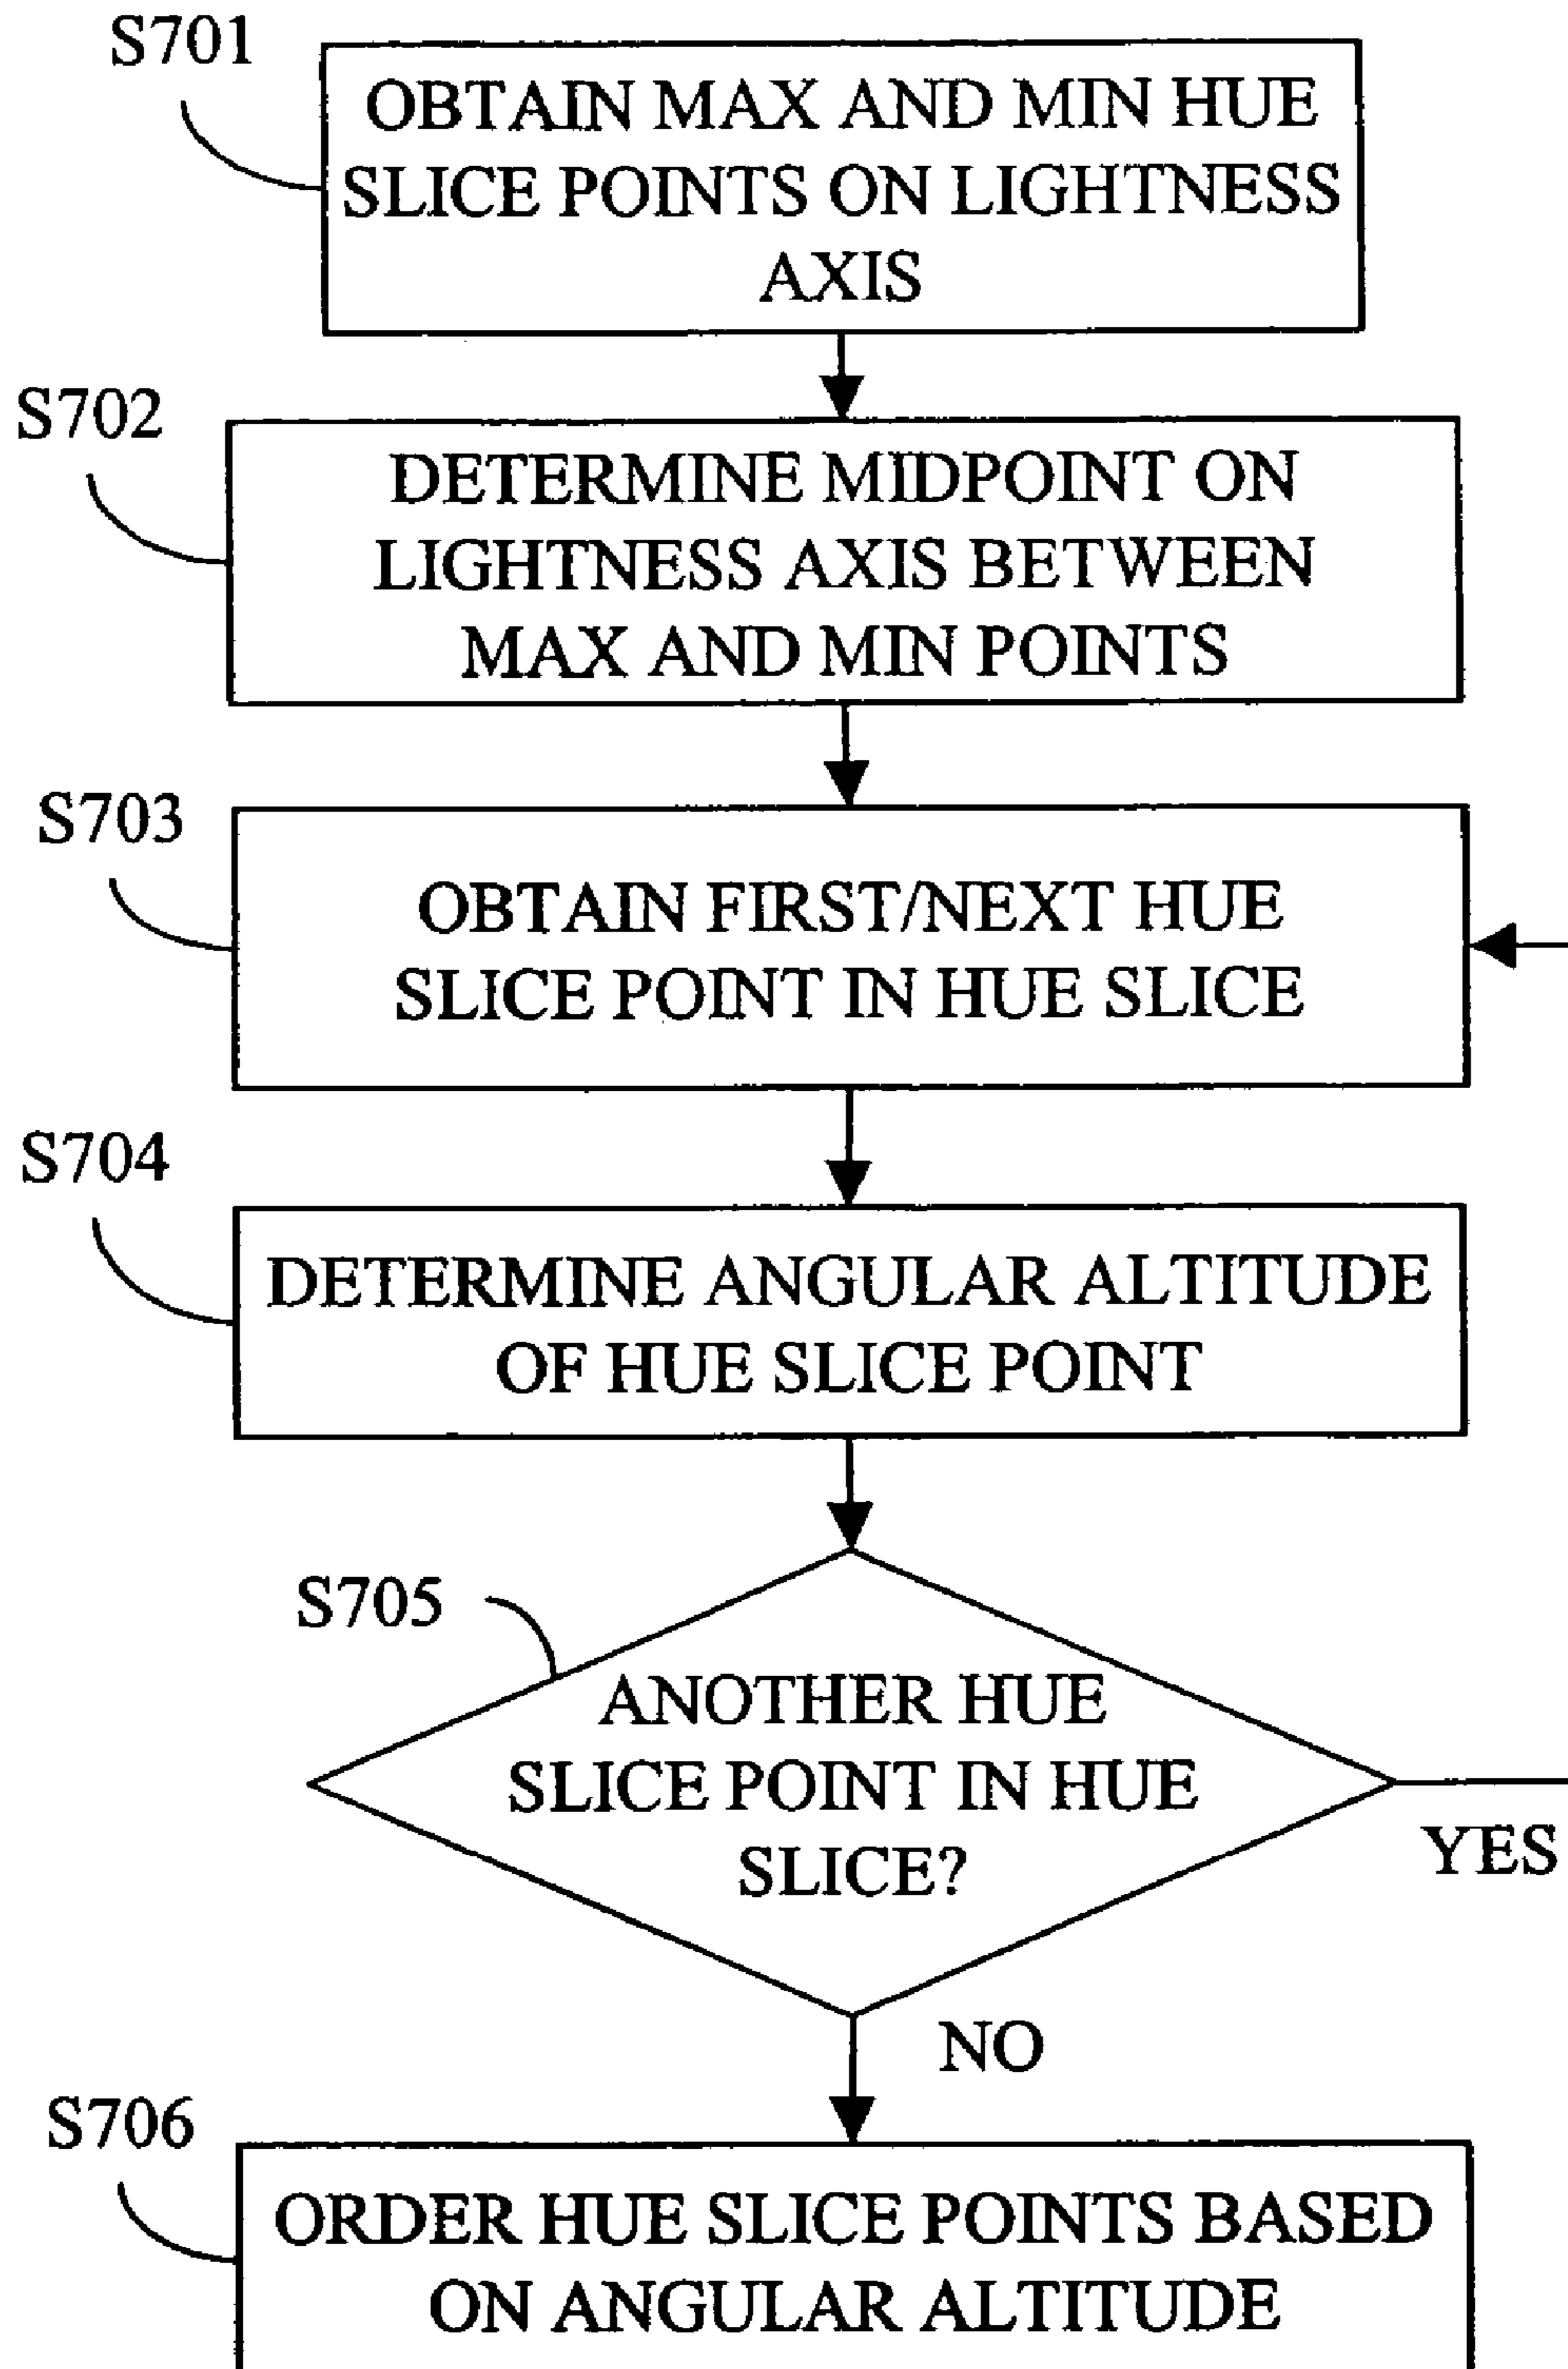 S701
OBTAIN MAX AND MIN HUE
SLICE POINTS ON LIGHTNESS
AXIS
S702
DETERMINE MIDPOINT ON
LIGHTNESS AXIS BETWEEN
MAX AND MIN POINTS
S703
OBTAIN FIRST/NEXT HUE
SLICE POINT IN HUE SLICE
S704
DETERMINE ANGULAR ALTITUDE
OF HUE SLICE POINT
S705
ANOTHER HUE
SLICE POINT IN HUE
SLICE?
YES
NO
S706
ORDER HUE SLICE POINTS BASED
ON ANGULAR ALTITUDE